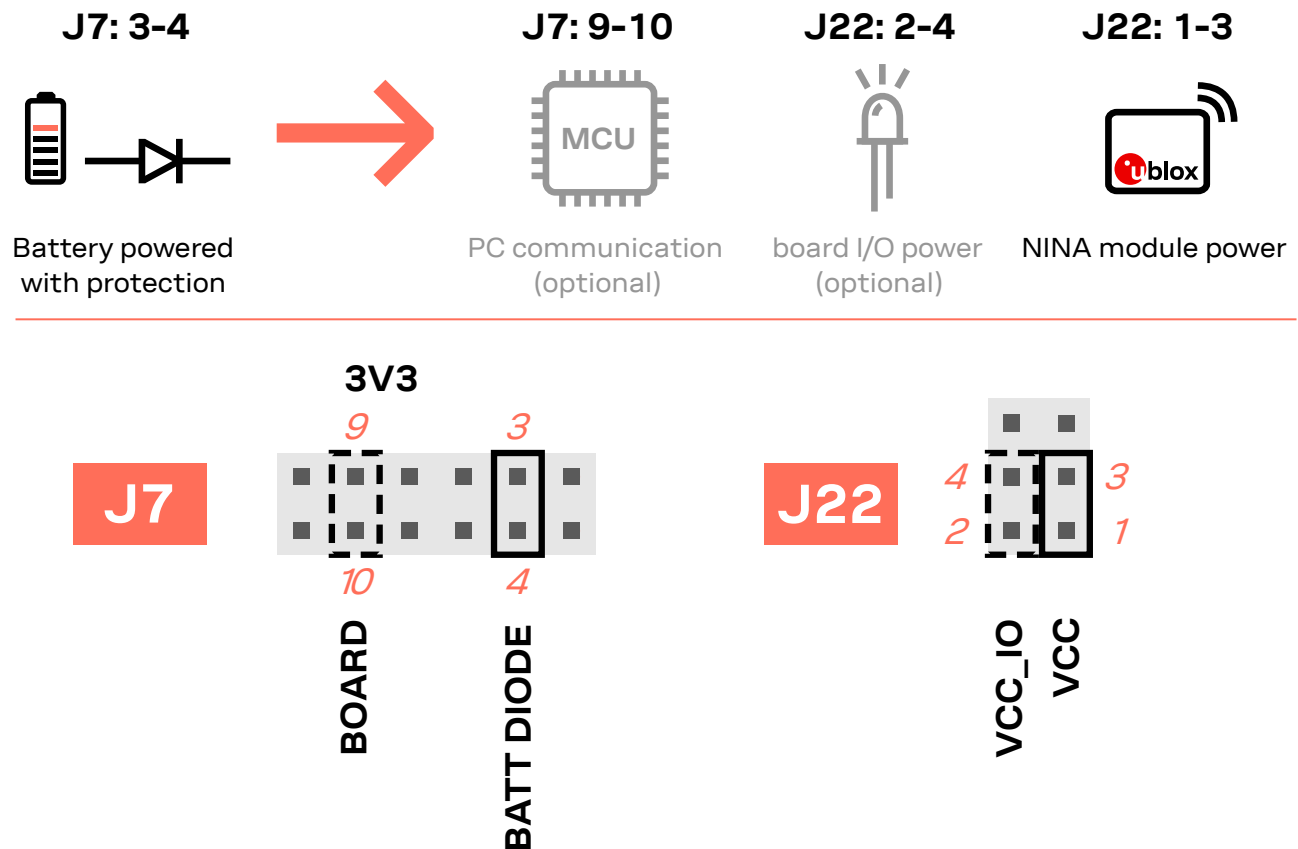 J7: 3-4
J7: 9-10
J22: 2-4
J22: 1-3
MCU
ublox
Battery powered
with protection
PC communication
(optional)
board I/O power
(optional)
NINA module power
3V3
9
3
J7
10
4
BOARD
BATT DIODE
J22
4
3
2
1
VCC_IO
VCC